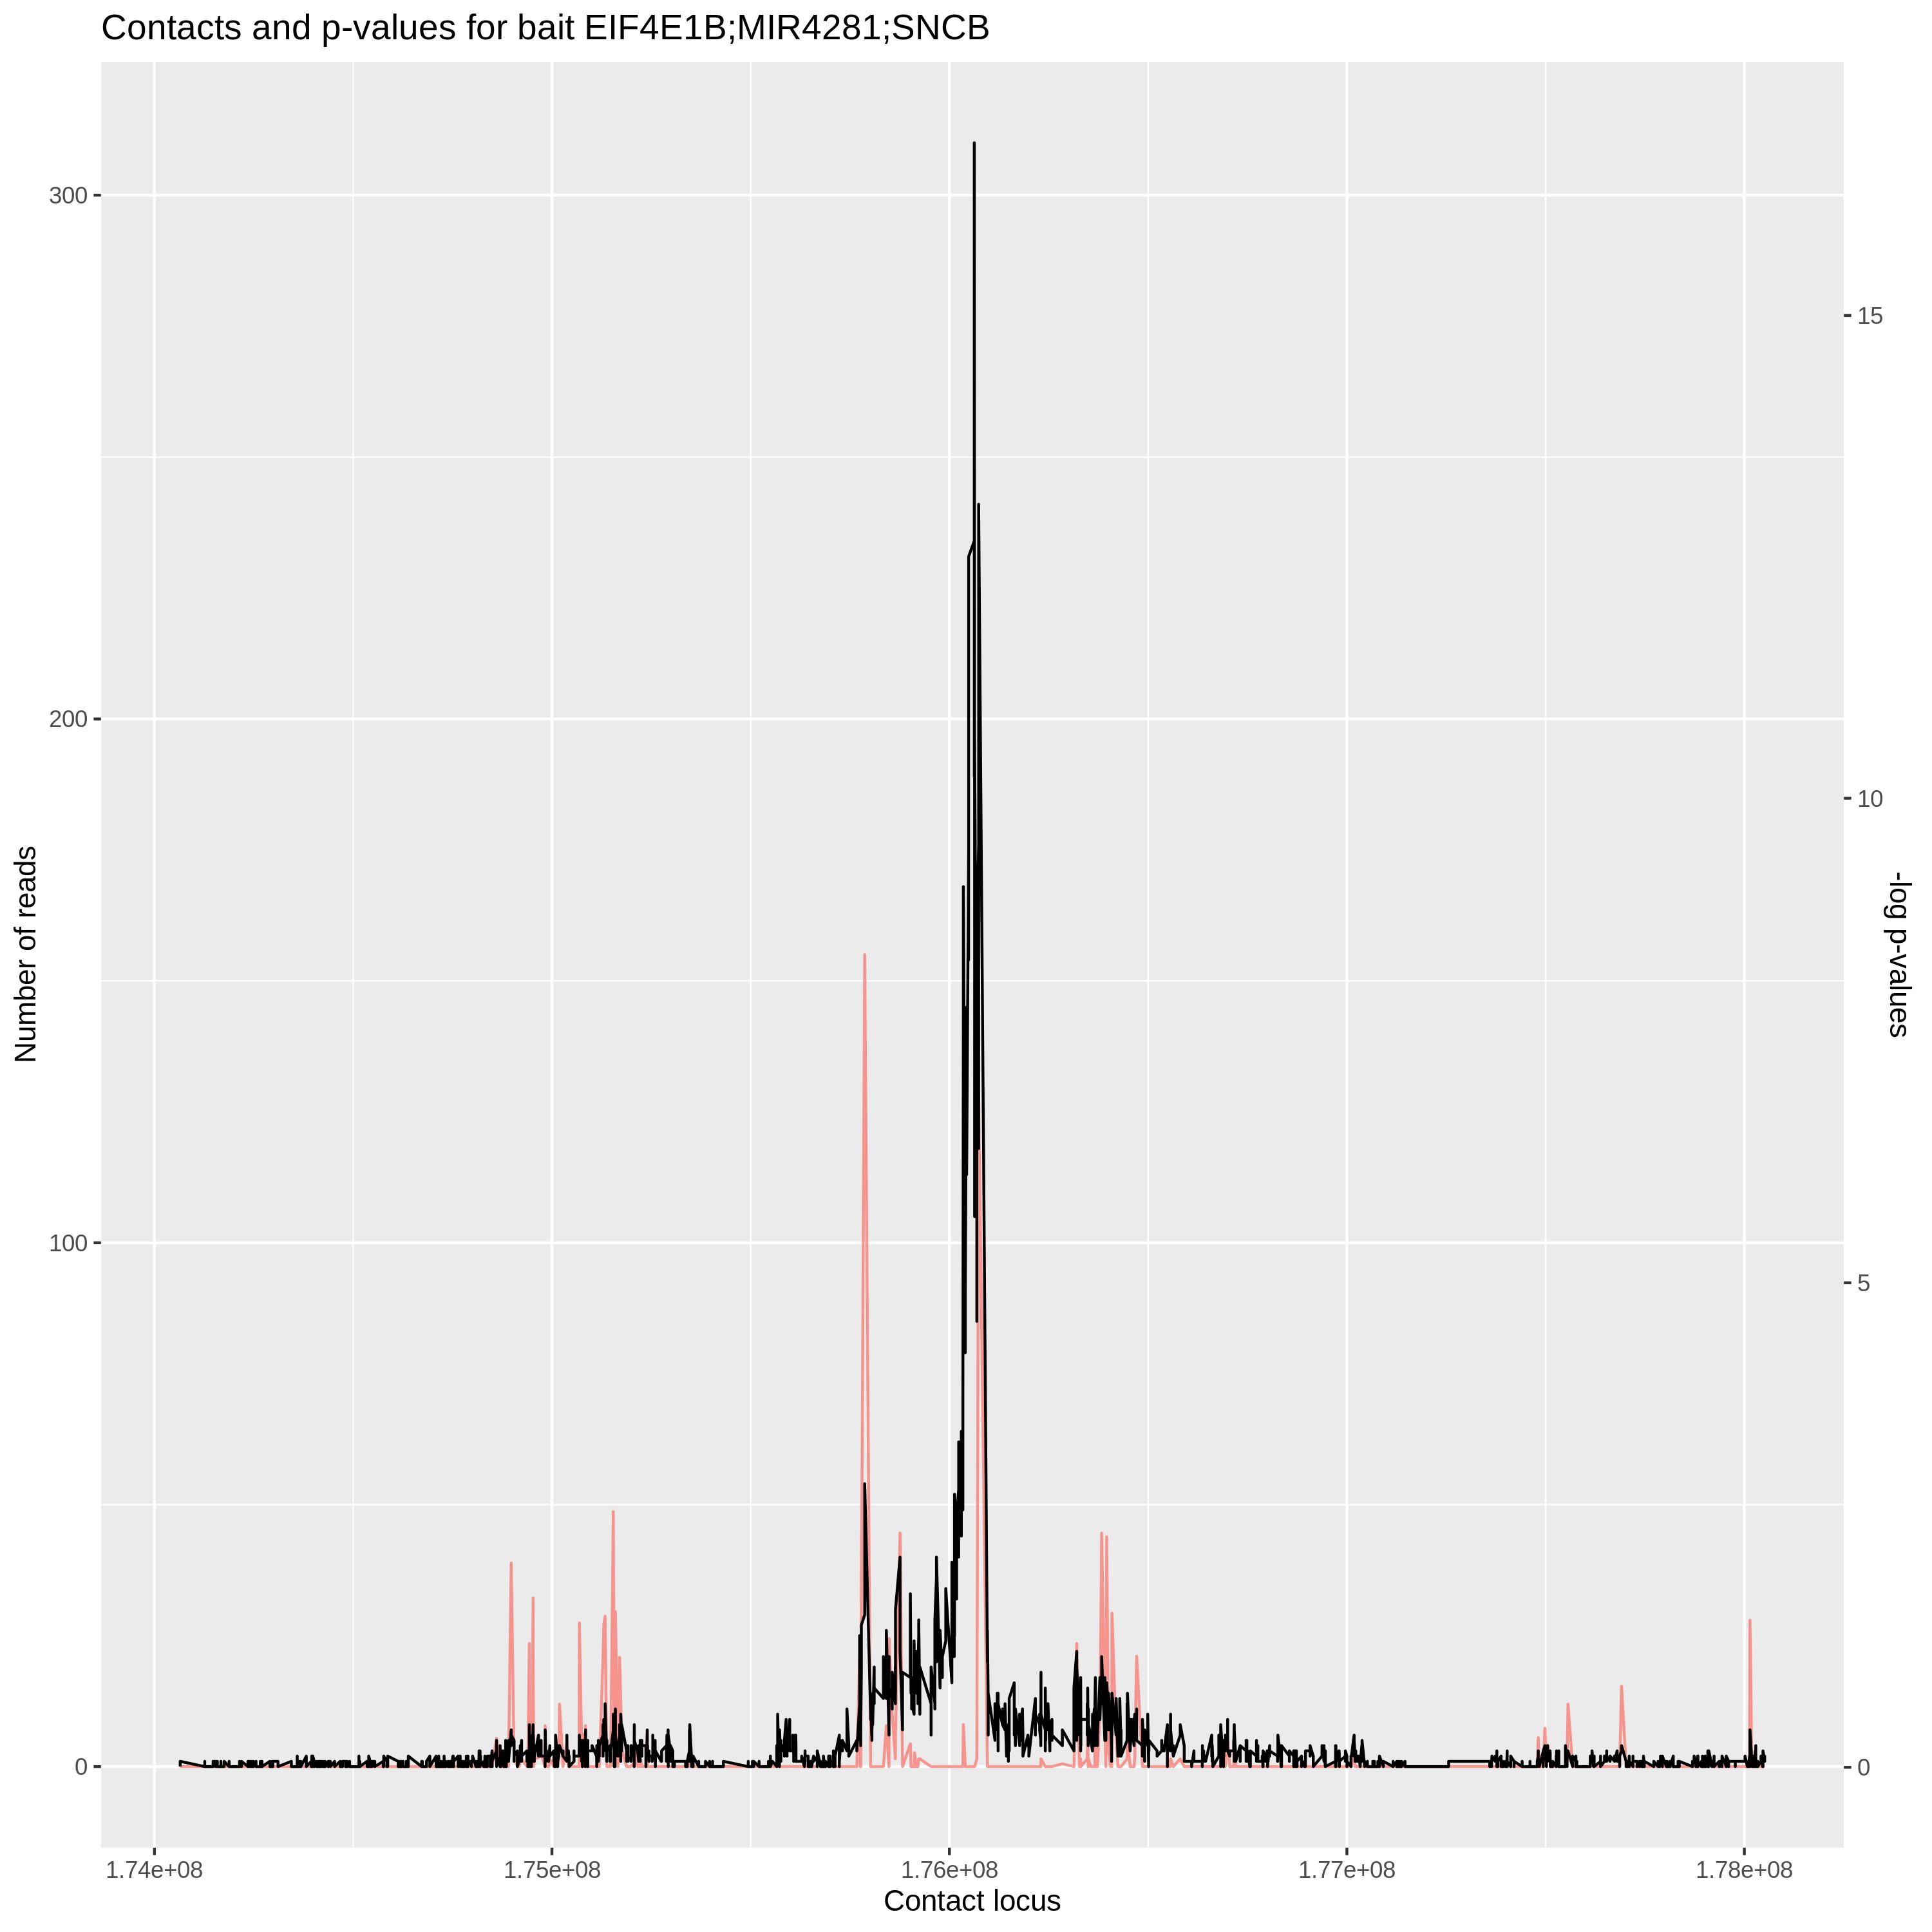 Contacts and p-values for bait EIF4E1B;MIR4281;SNCB
300
200
100
0
Number of reads
15
10
5
0
-log p-values
1.74e+08 1.75e+08 1.76e+08 1.77e+08 1.78e+08
Contact locus